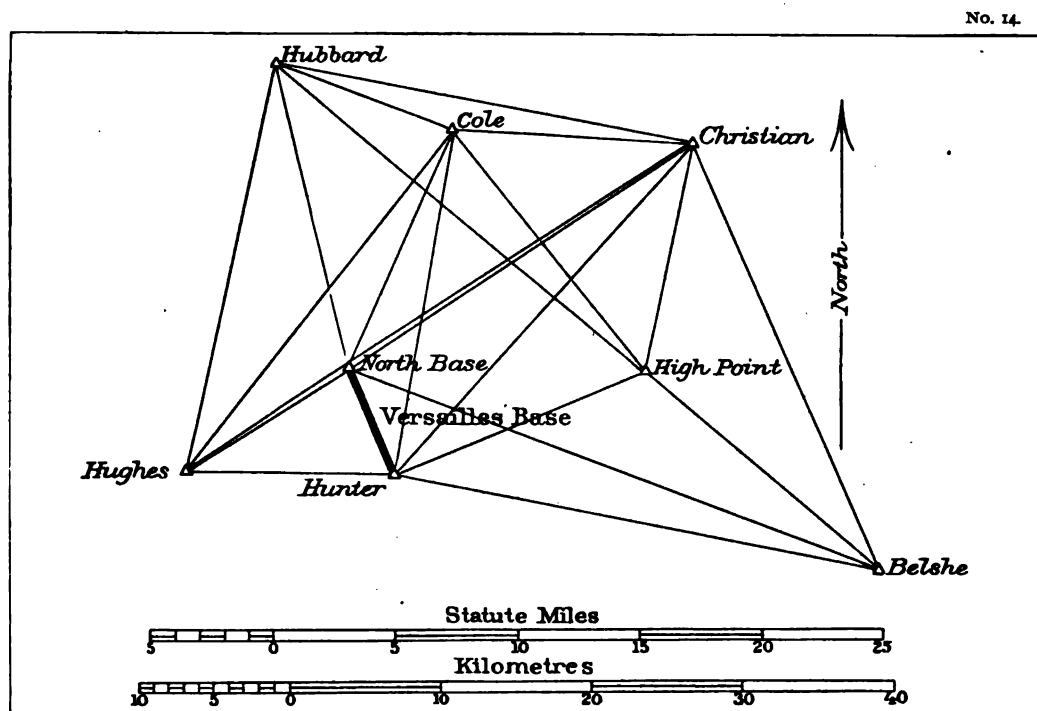 No. 14.
Hubbard
Cole
Christian
North
North Base
High Point
Versailles Base
Hughes
Hunter
Belshe
Statute Miles
5 0 5 10 15 20 25
Kilometres
10 5 0 10 20 30 40